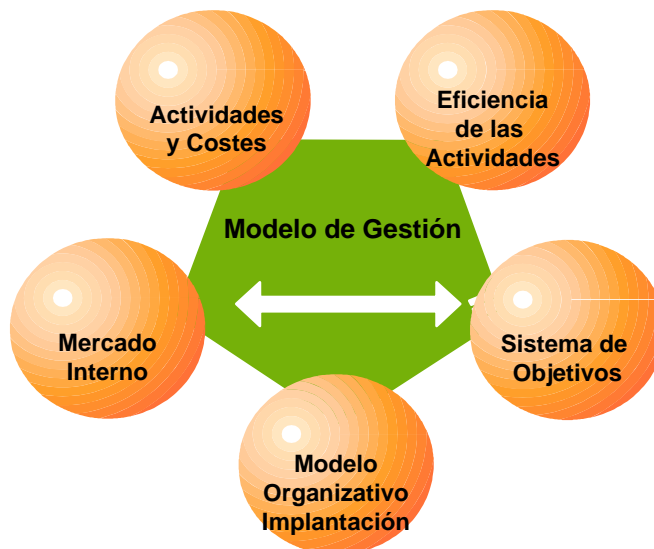 Actividades
y Costes
Eficiencia
de las
Actividades
Modelo de Gestión
Mercado
Interno
Sistema de
Objetivos
Modelo
Organizativo
Implantación